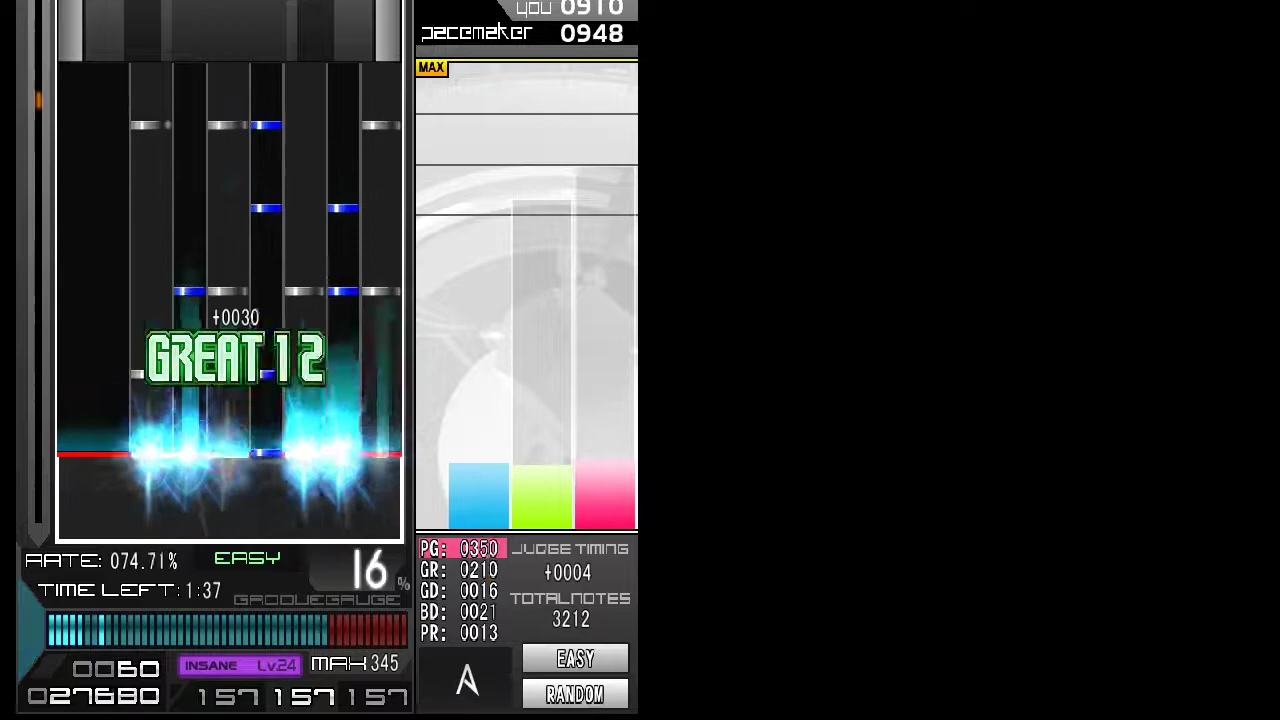 YOU 0910
pacemaker 0948
MAX
+0030
GREAT 12
RATE: 074.71% EASY 16 %
TIME LEFT: 1:37
GROOVEGAUGE
0060 INSANE Lv24 MAX 345
027680 157 157 157
PG: 0350
GR: 0210
GD: 0016
BD: 0021
PR: 0013
JUDGE TIMING
+0004
TOTALNOTES
3212
A
EASY
RANDOM